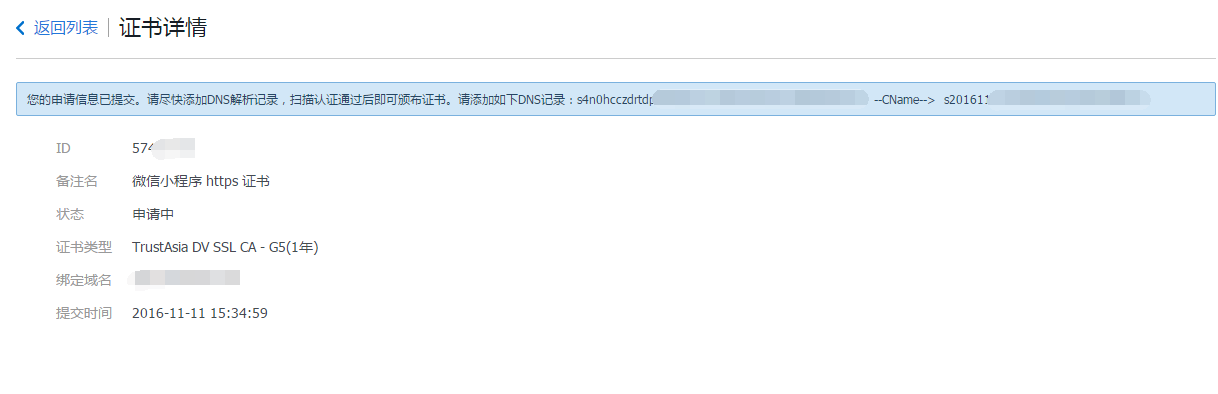 返回列表 证书详情
您的申请信息已提交。请尽快添加DNS解析记录，扫描认证通过后即可颁布证书。请添加如下DNS记录：s4n0hcczdrtdp --CName--> s201611
ID 574
备注名 微信小程序 https 证书
状态 申请中
证书类型 TrustAsia DV SSL CA - G5(1年)
绑定域名
提交时间 2016-11-11 15:34:59